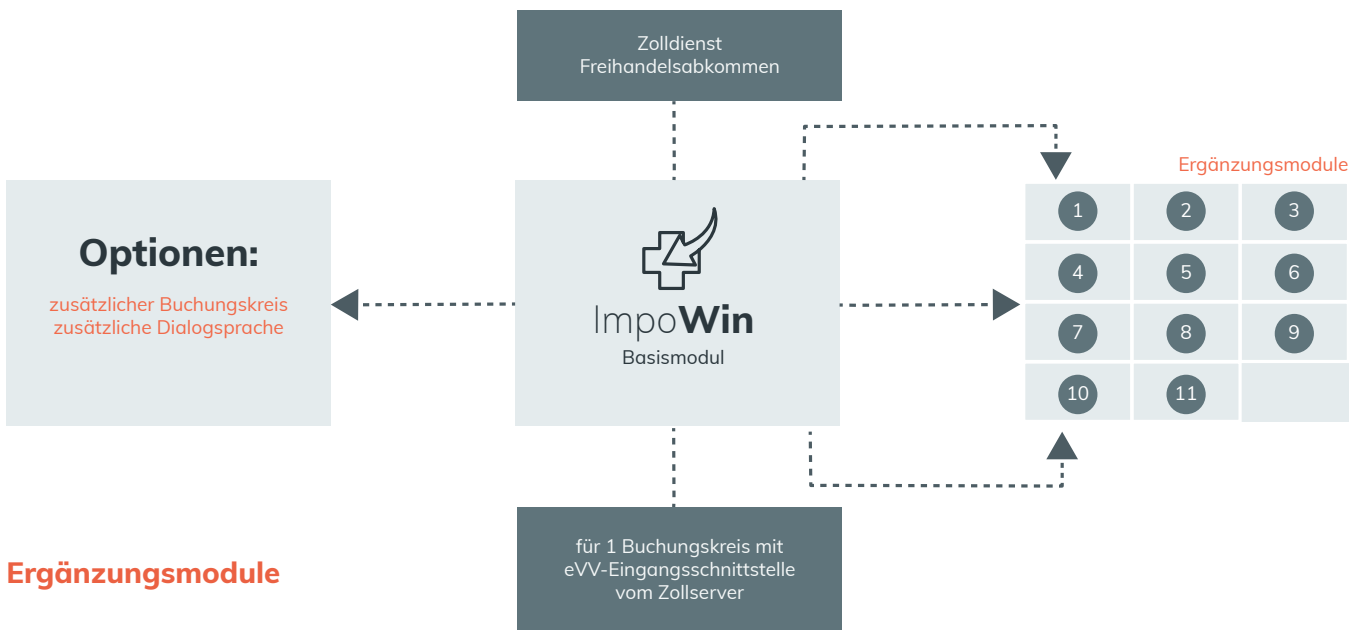 Zolldienst
Freihandelsabkommen
Optionen:
zusätzlicher Buchungskreis
zusätzliche Dialogsprache
ImpoWin
Basismodul
Ergänzungsmodule
1 2 3
4 5 6
7 8 9
10 11
für 1 Buchungskreis mit
eVV-Eingangsschnittstelle
vom Zollserver
Ergänzungsmodule